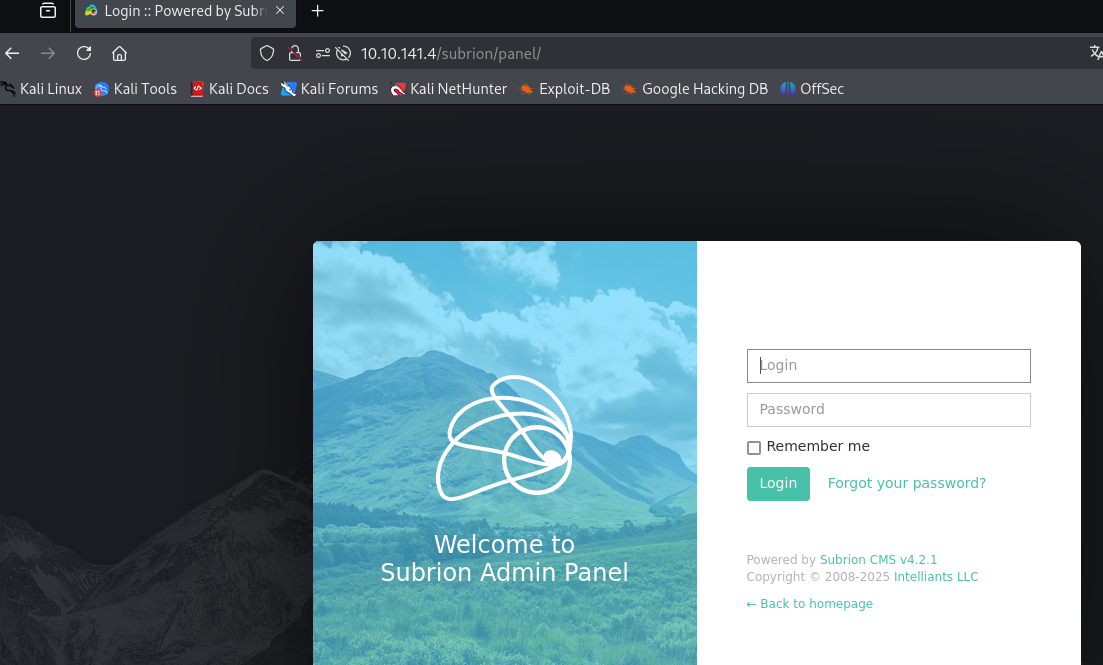 Login :: Powered by Subr
10.10.141.4/subrion/panel/
Kali Linux Kali Tools Kali Docs Kali Forums Kali NetHunter Exploit-DB Google Hacking DB OffSec
Login
Password
Remember me
Login Forgot your password?
Welcome to
Subrion Admin Panel
Powered by Subrion CMS v4.2.1
Copyright © 2008-2025 Intelliants LLC
← Back to homepage